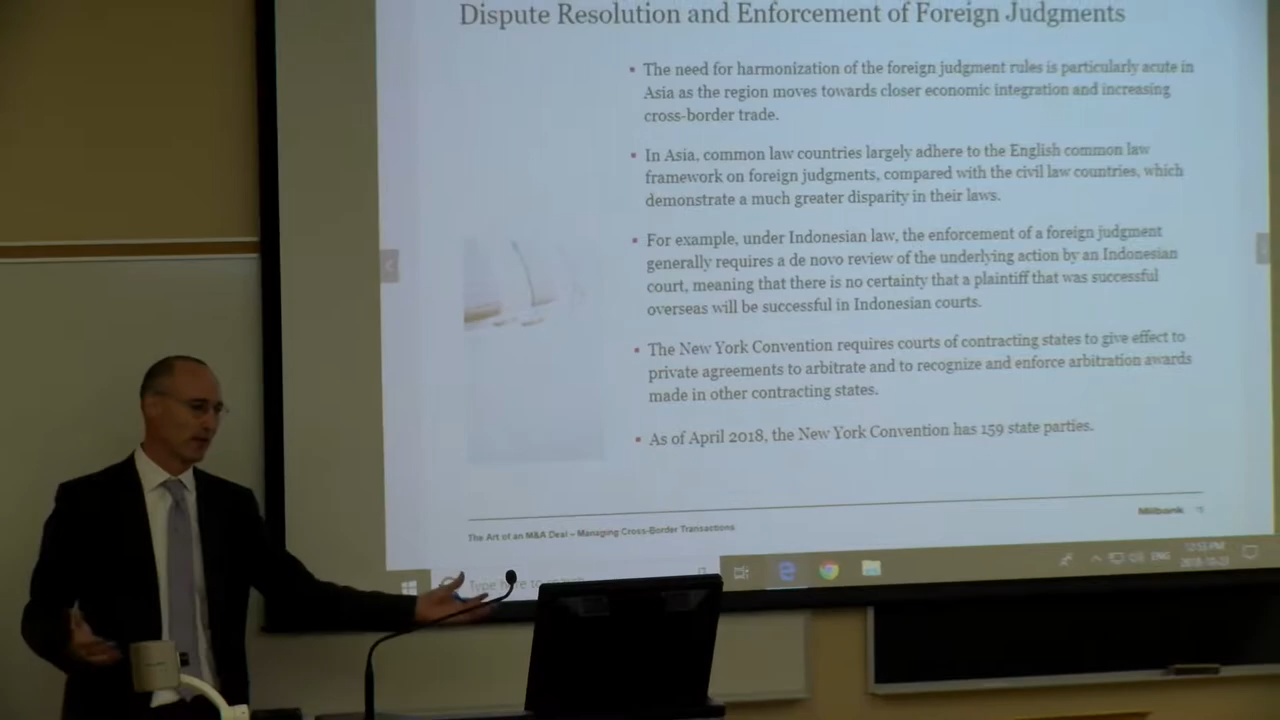 Dispute Resolution and Enforcement of Foreign Judgments
▪ The need for harmonization of the foreign judgment rules is particularly acute in
Asia as the region moves towards closer economic integration and increasing
cross-border trade.
▪ In Asia, common law countries largely adhere to the English common law
framework on foreign judgments, compared with the civil law countries, which
demonstrate a much greater disparity in their laws.
▪ For example, under Indonesian law, the enforcement of a foreign judgment
generally requires a de novo review of the underlying action by an Indonesian
court, meaning that there is no certainty that a plaintiff that was successful
overseas will be successful in Indonesian courts.
▪ The New York Convention requires courts of contracting states to give effect to
private agreements to arbitrate and to recognize and enforce arbitration awards
made in other contracting states.
▪ As of April 2018, the New York Convention has 159 state parties.
Milbank
The Art of an M&A Deal – Managing Cross-Border Transactions
Type here to search
ENG
12:53 PM